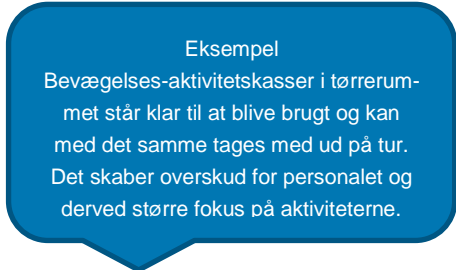 Eksempel
Bevægelses-aktivitetskasser i tørrerum-
met står klar til at blive brugt og kan
med det samme tages med ud på tur.
Det skaber overskud for personalet og
derved større fokus på aktiviteterne.